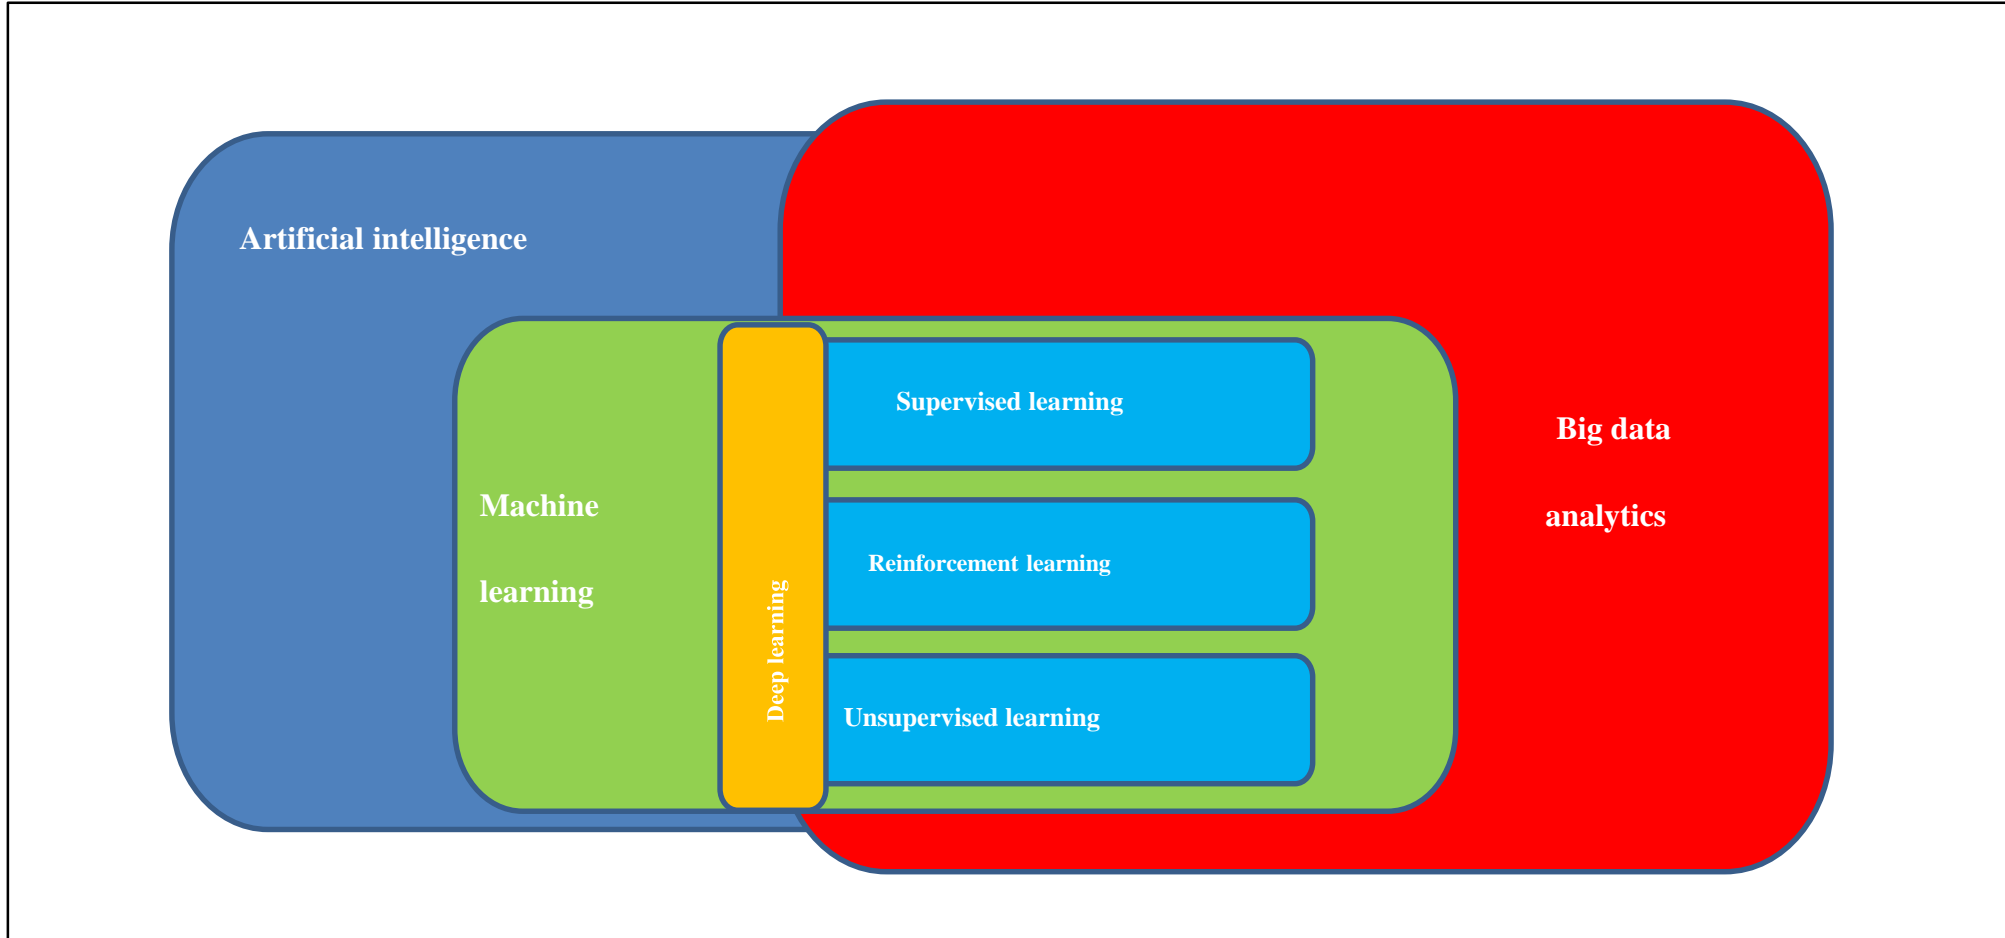 Artificial intelligence
Big data
analytics
Machine
learning
Deep learning
Supervised learning
Reinforcement learning
Unsupervised learning